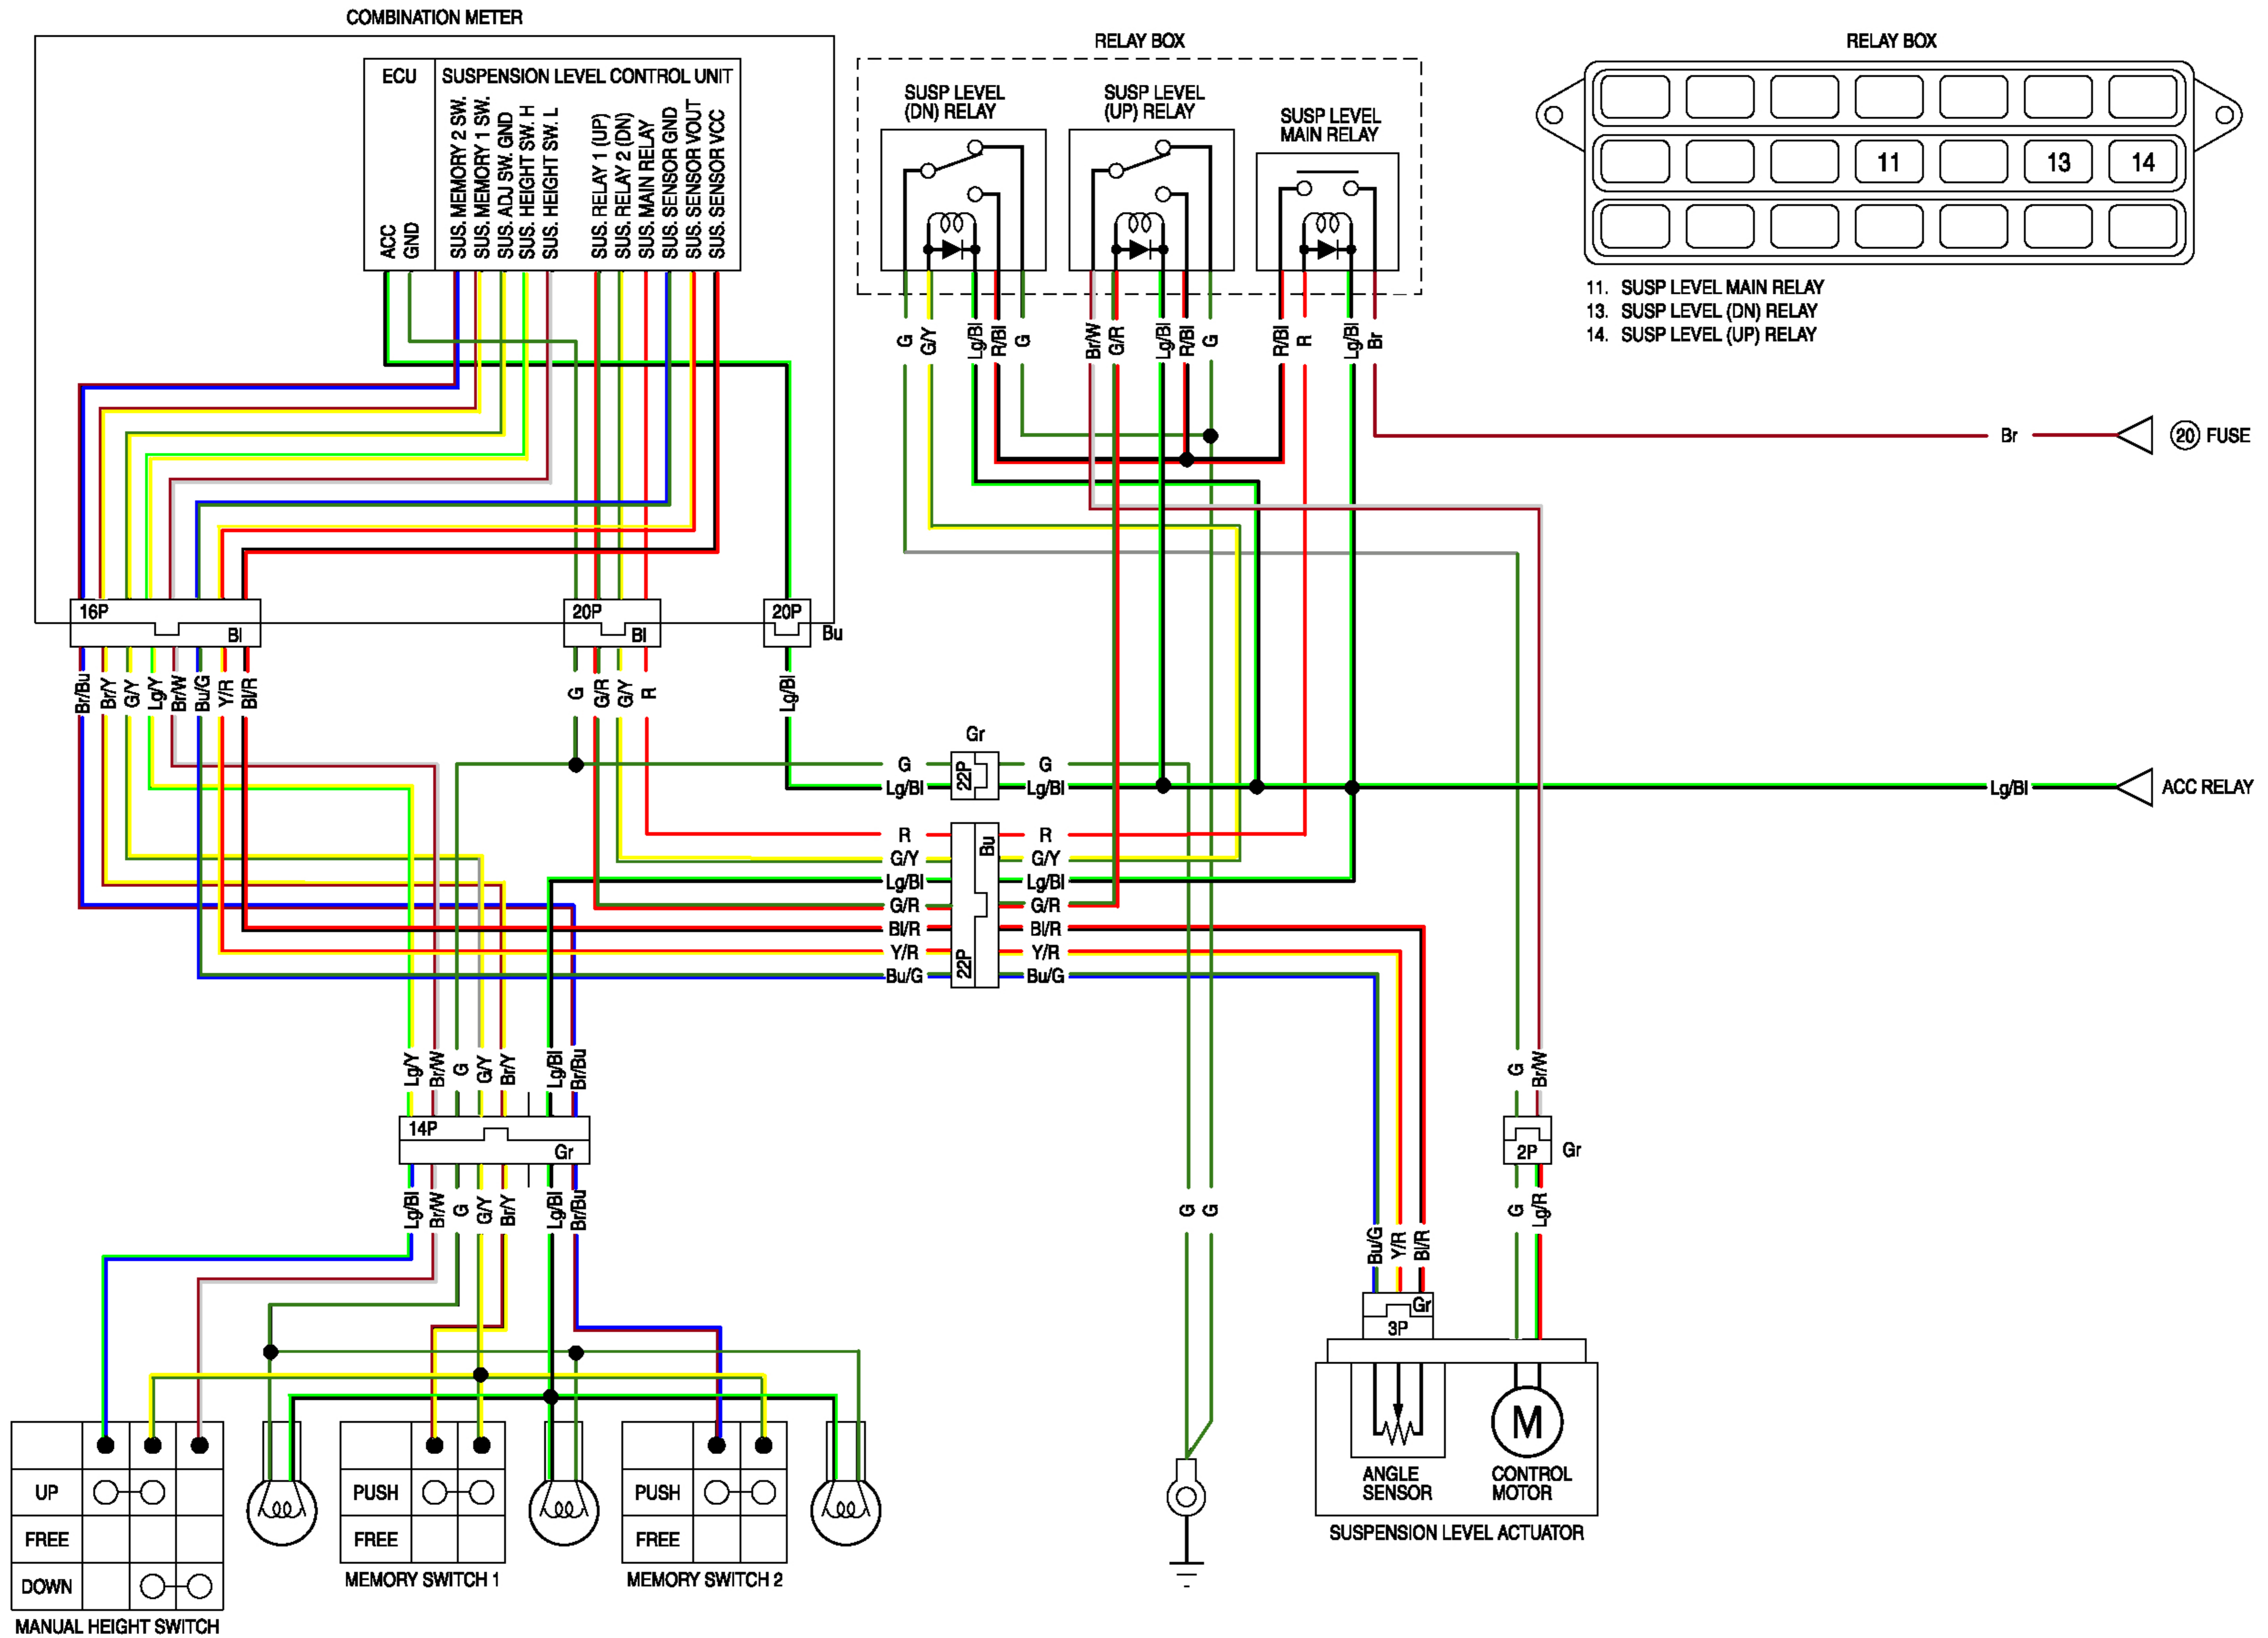 COMBINATION METER
ECU
SUSPENSION LEVEL CONTROL UNIT
ACC
GND
SUS. MEMORY 2 SW.
SUS. MEMORY 1 SW.
SUS. ADJ SW. GND
SUS. HEIGHT SW. H
SUS. HEIGHT SW. L
SUS. RELAY 1 (UP)
SUS. RELAY 2 (DN)
SUS. MAIN RELAY
SUS. SENSOR GND
SUS. SENSOR VOUT
SUS. SENSOR VCC
RELAY BOX
SUSP LEVEL
(DN) RELAY
SUSP LEVEL
(UP) RELAY
SUSP LEVEL
MAIN RELAY
G
G/Y
Lg/Bl
R/Bl
G
Br/W
G/R
Lg/Bl
R/Bl
G
R/Bl
R
Lg/Bl
Br
RELAY BOX
11
13
14
11. SUSP LEVEL MAIN RELAY
13. SUSP LEVEL (DN) RELAY
14. SUSP LEVEL (UP) RELAY
Br
20 FUSE
16P
Bl
20P
Bl
20P
Bu
Br/Bu
Br/Y
G/Y
Lg/Y
Br/W
Bu/G
Y/R
Bl/R
G
G/R
G/Y
R
Lg/Bl
Gr
G
22P
G
Lg/Bl
Lg/Bl
Lg/Bl
ACC RELAY
R
Bu
R
G/Y
G/Y
Lg/Bl
Lg/Bl
G/R
G/R
Bl/R
Bl/R
Y/R
22P
Y/R
Bu/G
Bu/G
Lg/Y
Br/W
G
G/Y
Br/Y
Lg/Bl
Br/Bu
14P
Gr
Lg/Bl
Br/W
G
G/Y
Br/Y
Lg/Bl
Br/Bu
G
G
G
Br/W
2P
Gr
G
Lg/R
Bu/G
Y/R
Bl/R
Gr
3P
M
ANGLE
SENSOR
CONTROL
MOTOR
SUSPENSION LEVEL ACTUATOR
UP
FREE
DOWN
MANUAL HEIGHT SWITCH
PUSH
FREE
MEMORY SWITCH 1
PUSH
FREE
MEMORY SWITCH 2